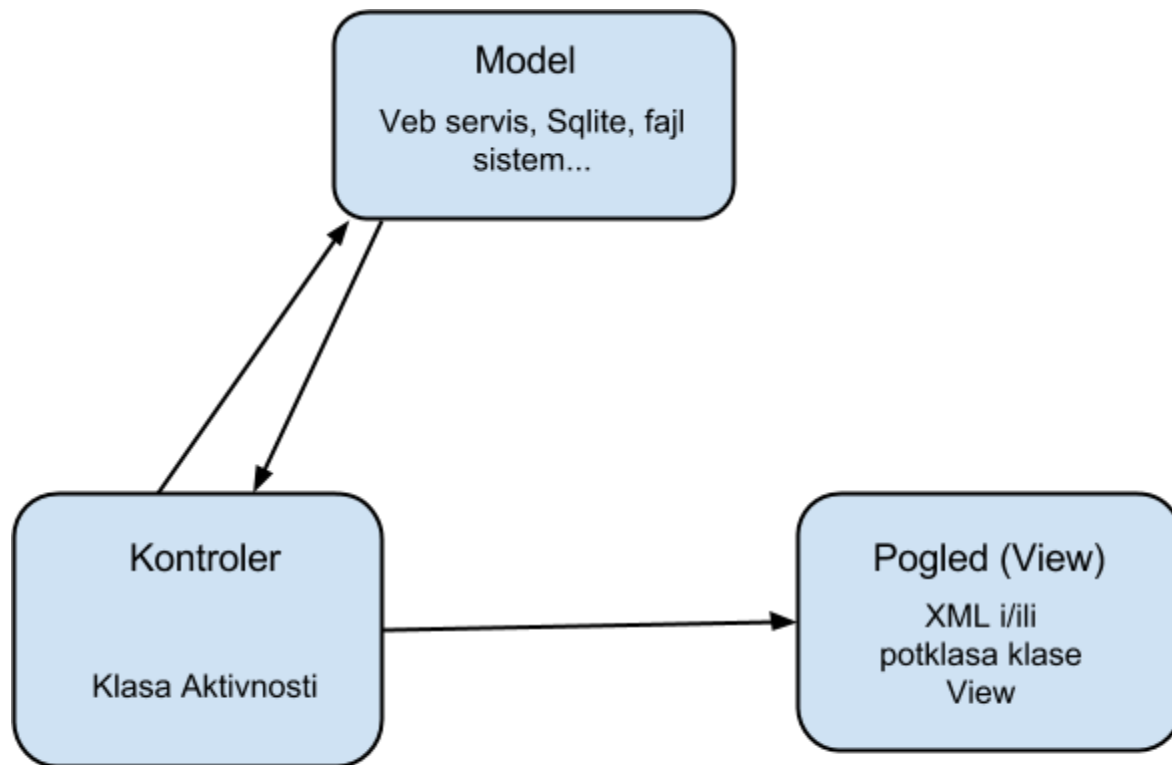 Model
Veb servis, Sqlite, fajl
sistem...
Kontroler
Klasa Aktivnosti
Pogled (View)
XML i/ili
potklasa klase
View